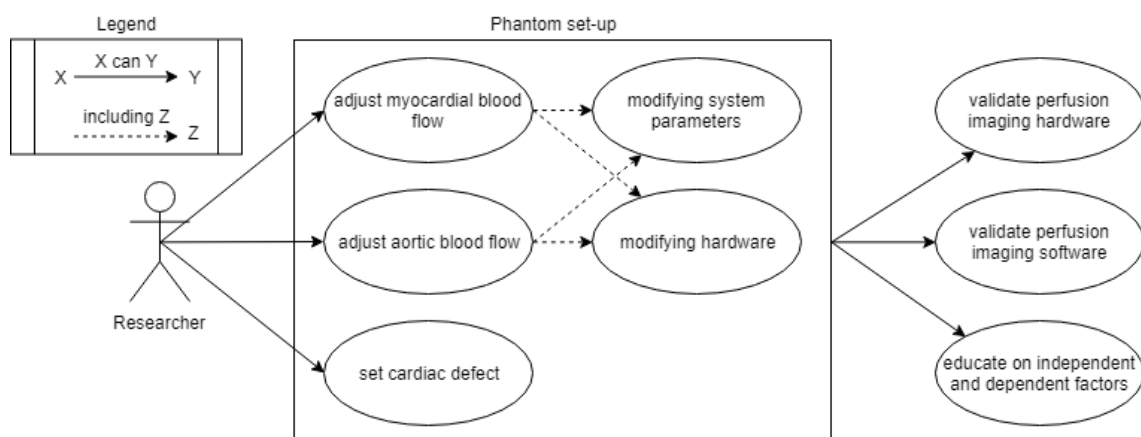 Legend
X can Y
X
Y
including Z
Z
Researcher
Phantom set-up
adjust myocardial blood
flow
modifying system
parameters
adjust aortic blood flow
modifying hardware
set cardiac defect
validate perfusion
imaging hardware
validate perfusion
imaging software
educate on independent
and dependent factors